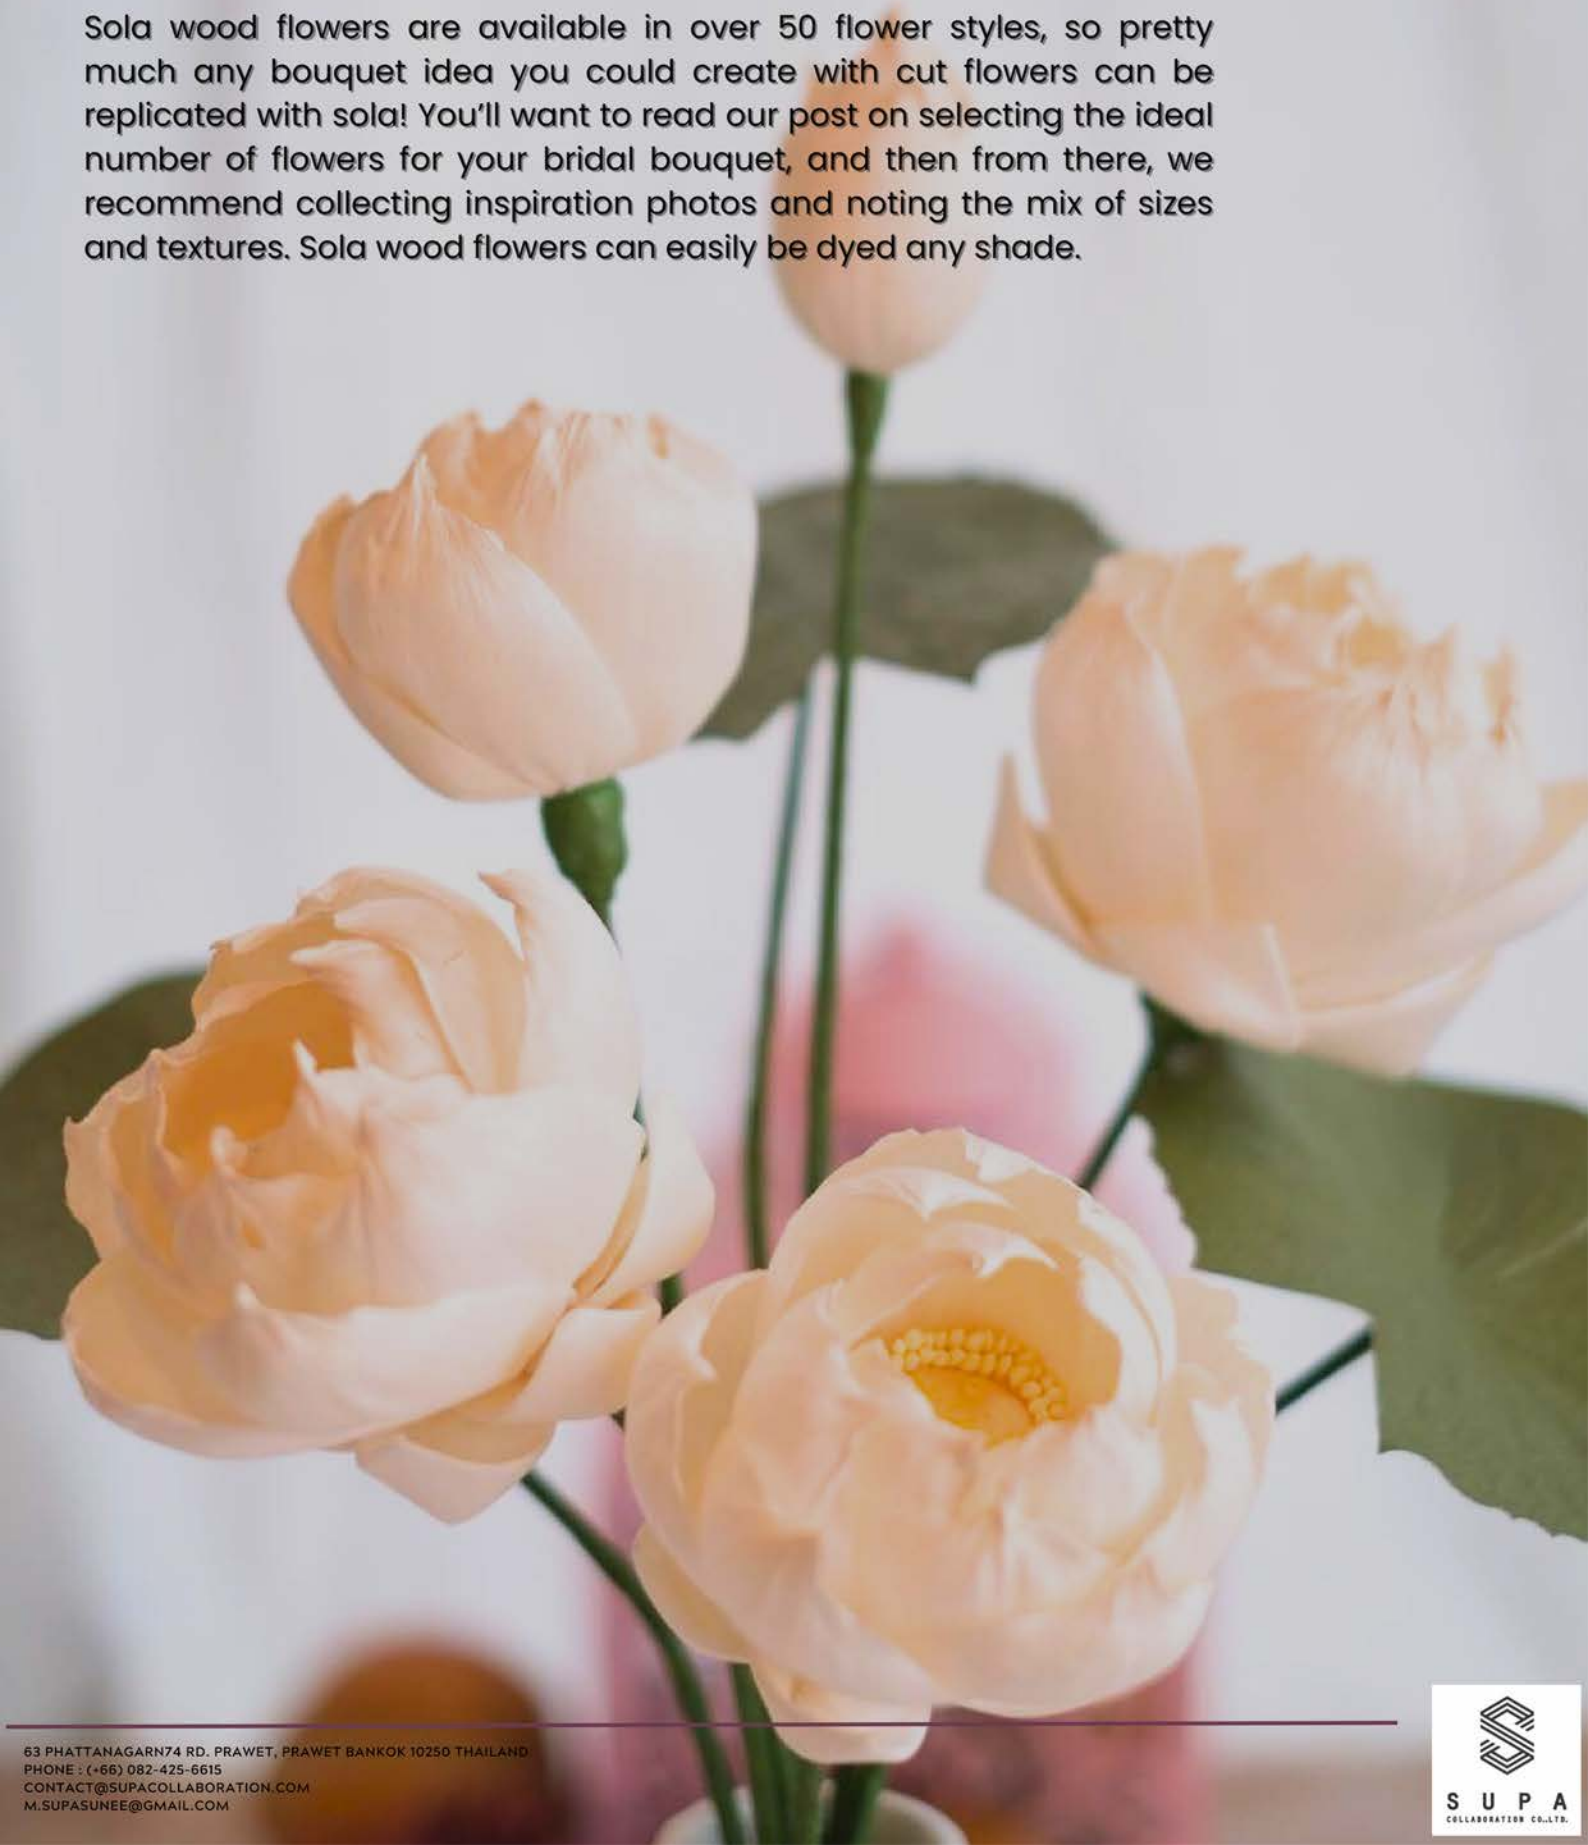 Sola wood flowers are available in over 50 flower styles, so pretty
much any bouquet idea you could create with cut flowers can be
replicated with sola! You'll want to read our post on selecting the ideal
number of flowers for your bridal bouquet, and then from there, we
recommend collecting inspiration photos and noting the mix of sizes
and textures. Sola wood flowers can easily be dyed any shade.
63 PHATTANAGARN74 RD. PRAWET, PRAWET BANKOK 10250 THAILAND
PHONE : (+66) 082-425-6615
CONTACT@SUPACOLLABORATION.COM
M.SUPASUNEE@GMAIL.COM
SUPA
COLLABORATION CO.,LTD.